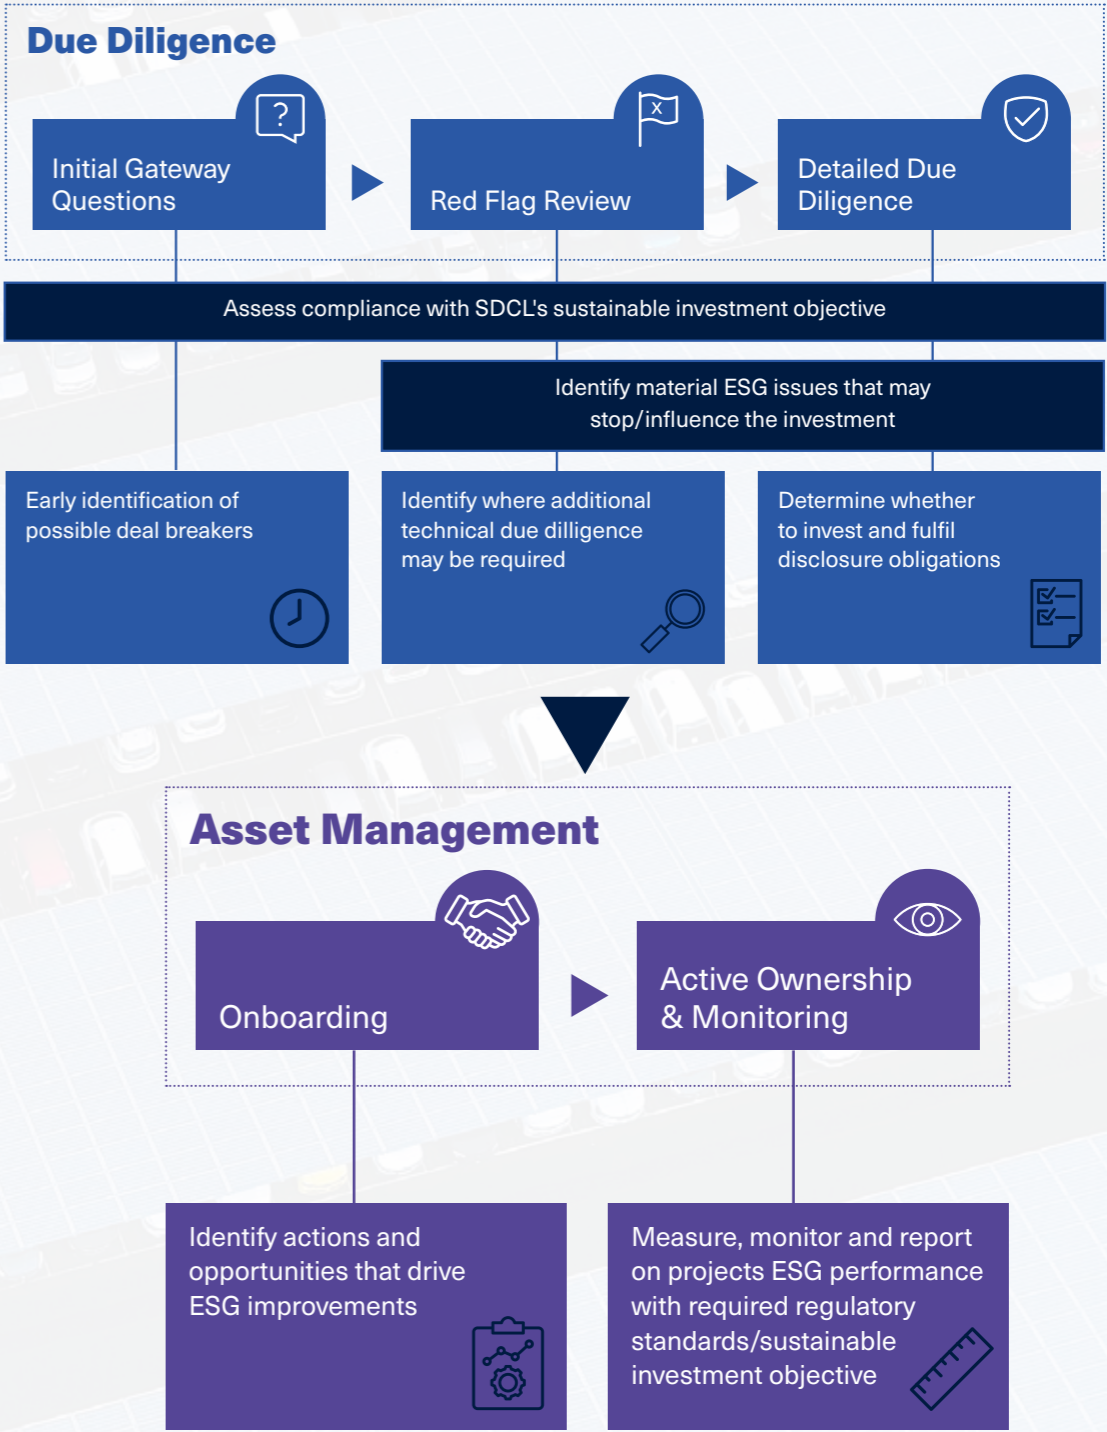 Due Diligence
?
Initial Gateway
Questions
x
Red Flag Review
Detailed Due
Diligence
Assess compliance with SDCL's sustainable investment objective
Identify material ESG issues that may
stop/influence the investment
Early identification of
possible deal breakers
Identify where additional
technical due dilligence
may be required
Determine whether
to invest and fulfil
disclosure obligations
Asset Management
Onboarding
Active Ownership
& Monitoring
Identify actions and
opportunities that drive
ESG improvements
Measure, monitor and report
on projects ESG performance
with required regulatory
standards/sustainable
investment objective